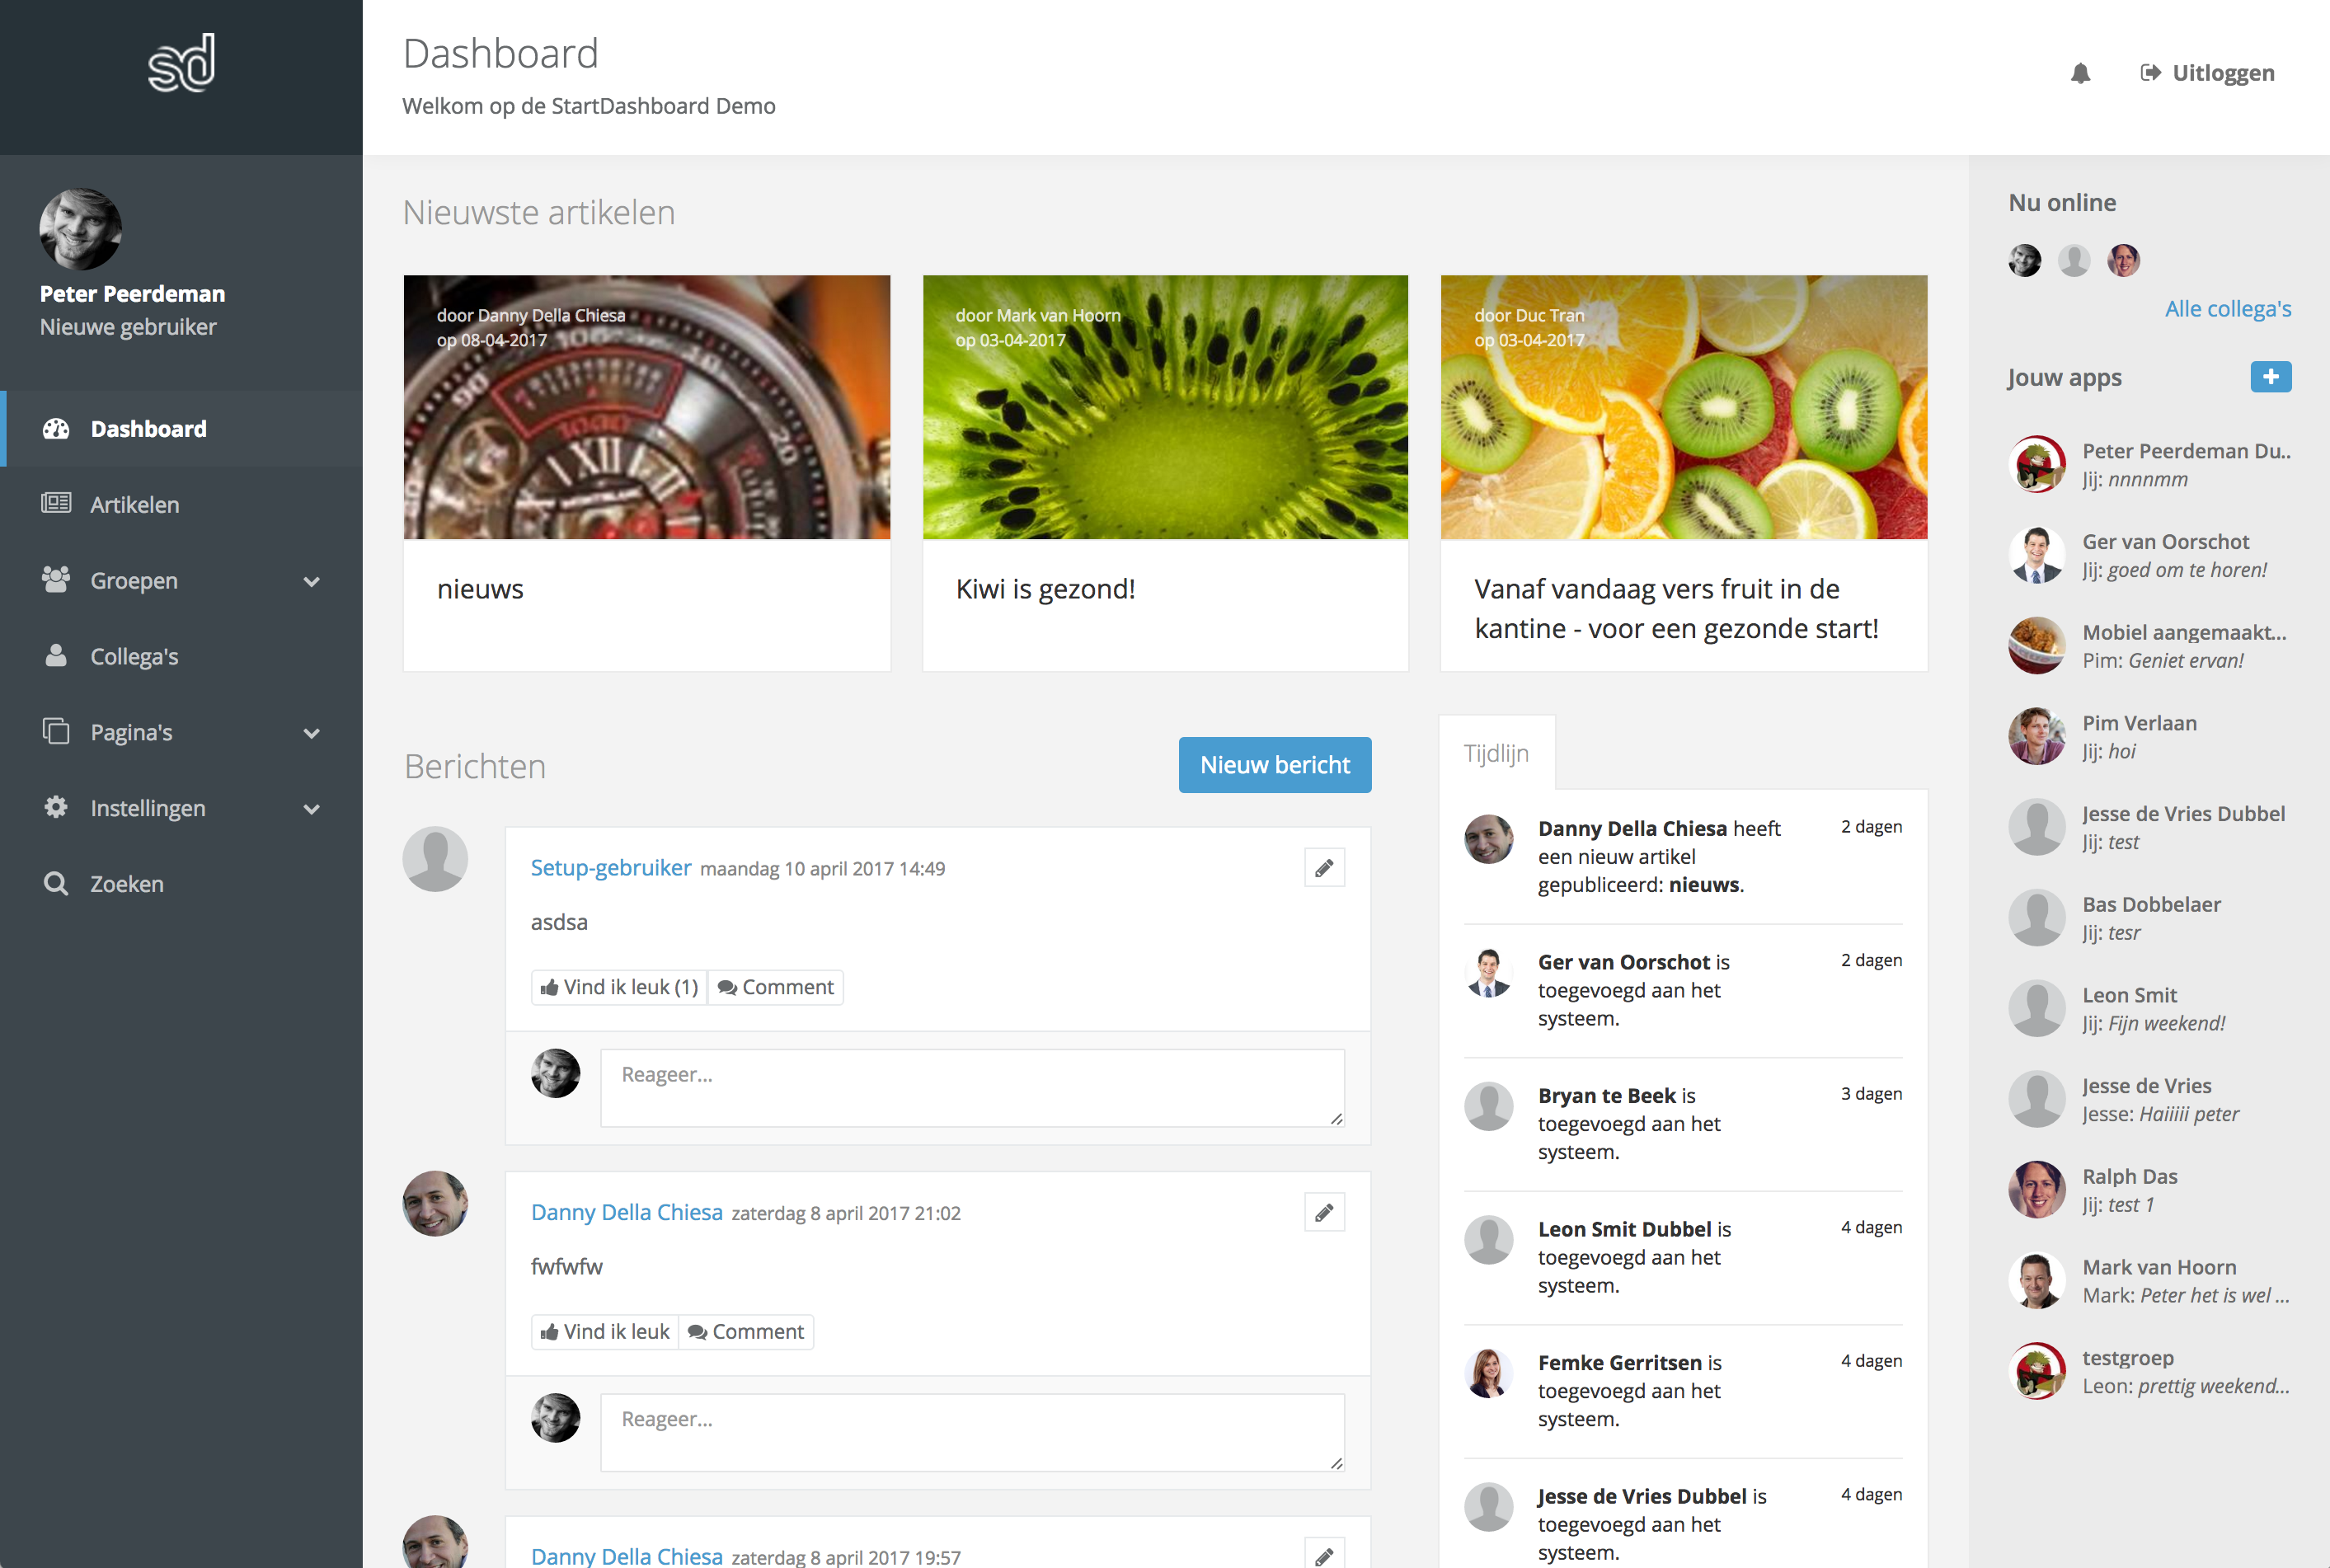 sd
Dashboard
Welkom op de StartDashboard Demo
Uitloggen
Peter Peerdeman
Nieuwe gebruiker
Dashboard
Artikelen
Groepen
Collega's
Pagina's
Instellingen
Zoeken
Nieuwste artikelen
door Danny Della Chiesa
op 08-04-2017
nieuws
door Mark van Hoorn
op 03-04-2017
Kiwi is gezond!
door Duc Tran
op 03-04-2017
Vanaf vandaag vers fruit in de
kantine - voor een gezonde start!
Berichten
Nieuw bericht
Setup-gebruiker maandag 10 april 2017 14:49
asdsa
Vind ik leuk (1) Comment
Reageer...
Danny Della Chiesa zaterdag 8 april 2017 21:02
fwfwfw
Vind ik leuk Comment
Reageer...
Danny Della Chiesa zaterdag 8 april 2017 19:57
Tijdlijn
Danny Della Chiesa heeft 2 dagen
een nieuw artikel
gepubliceerd: nieuws.
Ger van Oorschot is 2 dagen
toegevoegd aan het
systeem.
Bryan te Beek is 3 dagen
toegevoegd aan het
systeem.
Leon Smit Dubbel is 4 dagen
toegevoegd aan het
systeem.
Femke Gerritsen is 4 dagen
toegevoegd aan het
systeem.
Jesse de Vries Dubbel is 4 dagen
toegevoegd aan het
systeem.
Nu online
Alle collega's
Jouw apps
Peter Peerdeman Du..
Jij: nnnnmm
Ger van Oorschot
Jij: goed om te horen!
Mobiel aangemaakt...
Pim: Geniet ervan!
Pim Verlaan
Jij: hoi
Jesse de Vries Dubbel
Jij: test
Bas Dobbelaer
Jij: tesr
Leon Smit
Jij: Fijn weekend!
Jesse de Vries
Jesse: Haiiiii peter
Ralph Das
Jij: test 1
Mark van Hoorn
Mark: Peter het is wel ...
testgroep
Leon: prettig weekend...